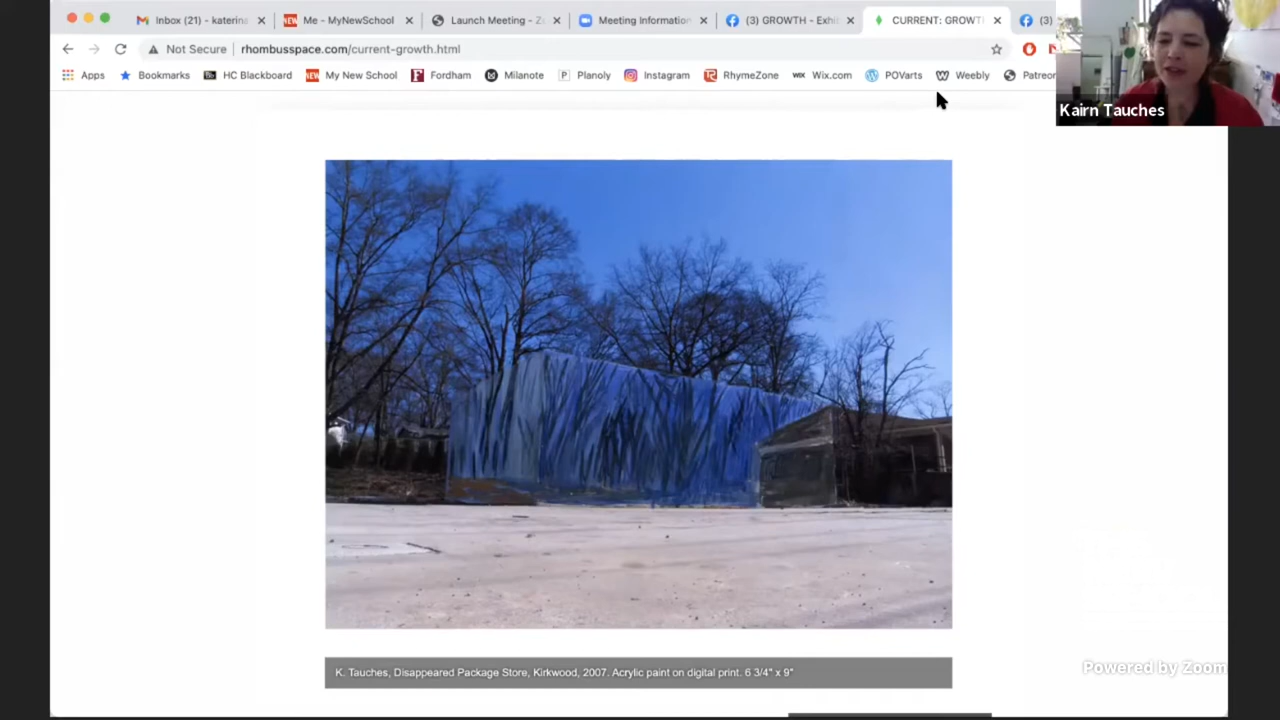 Inbox (21) - katerina
Me - MyNewSchool
Launch Meeting - Z
Meeting Information
(3) GROWTH - Exhi
CURRENT: GROWT
(3)
Not Secure
rhombusspace.com/current-growth.html
Apps
Bookmarks
HC Blackboard
My New School
Fordham
Milanote
Planoly
Instagram
RhymeZone
Wix.com
POVarts
Weebly
Patreo
Kairn Tauches
K. Tauches, Disappeared Package Store, Kirkwood, 2007. Acrylic paint on digital print. 6 3/4" x 9"
Powered by Zoom